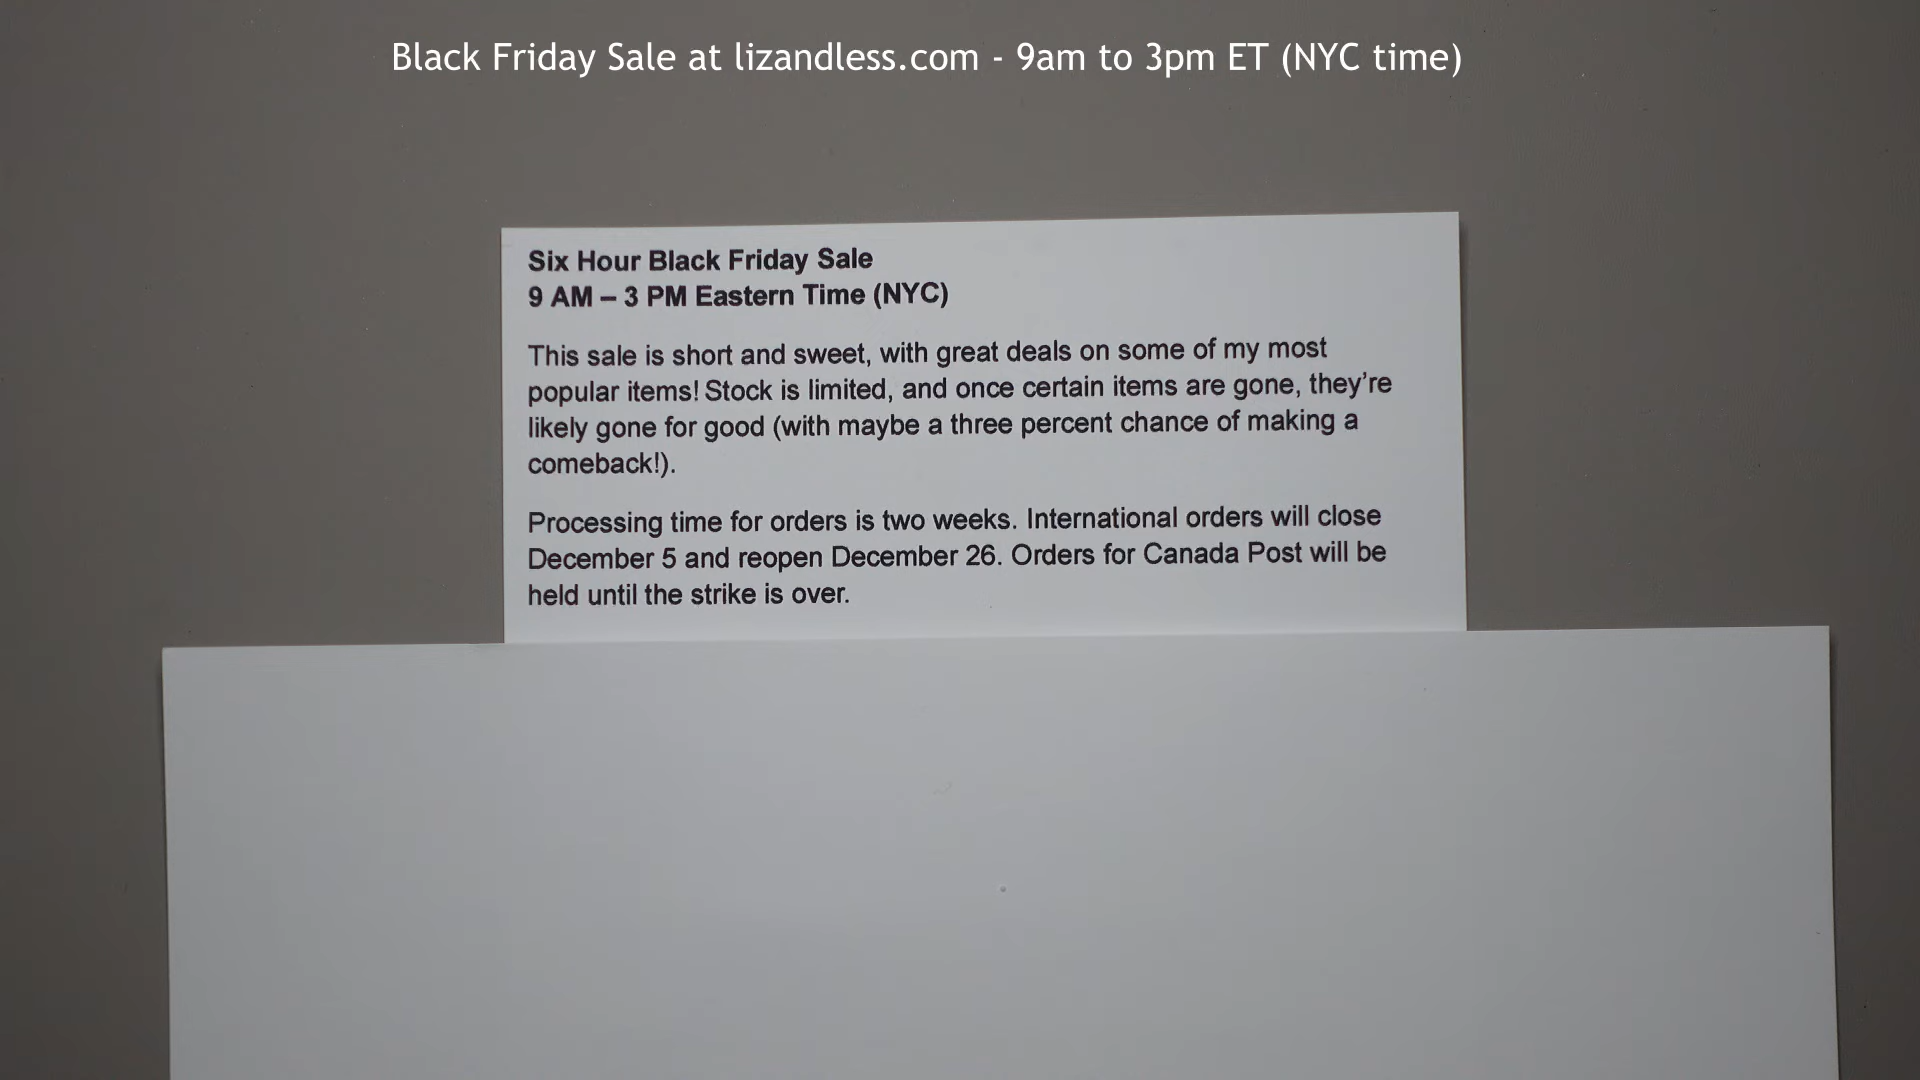 Black Friday Sale at lizandless.com - 9am to 3pm ET (NYC time)
Six Hour Black Friday Sale
9 AM – 3 PM Eastern Time (NYC)
This sale is short and sweet, with great deals on some of my most
popular items! Stock is limited, and once certain items are gone, they’re
likely gone for good (with maybe a three percent chance of making a
comeback!).
Processing time for orders is two weeks. International orders will close
December 5 and reopen December 26. Orders for Canada Post will be
held until the strike is over.